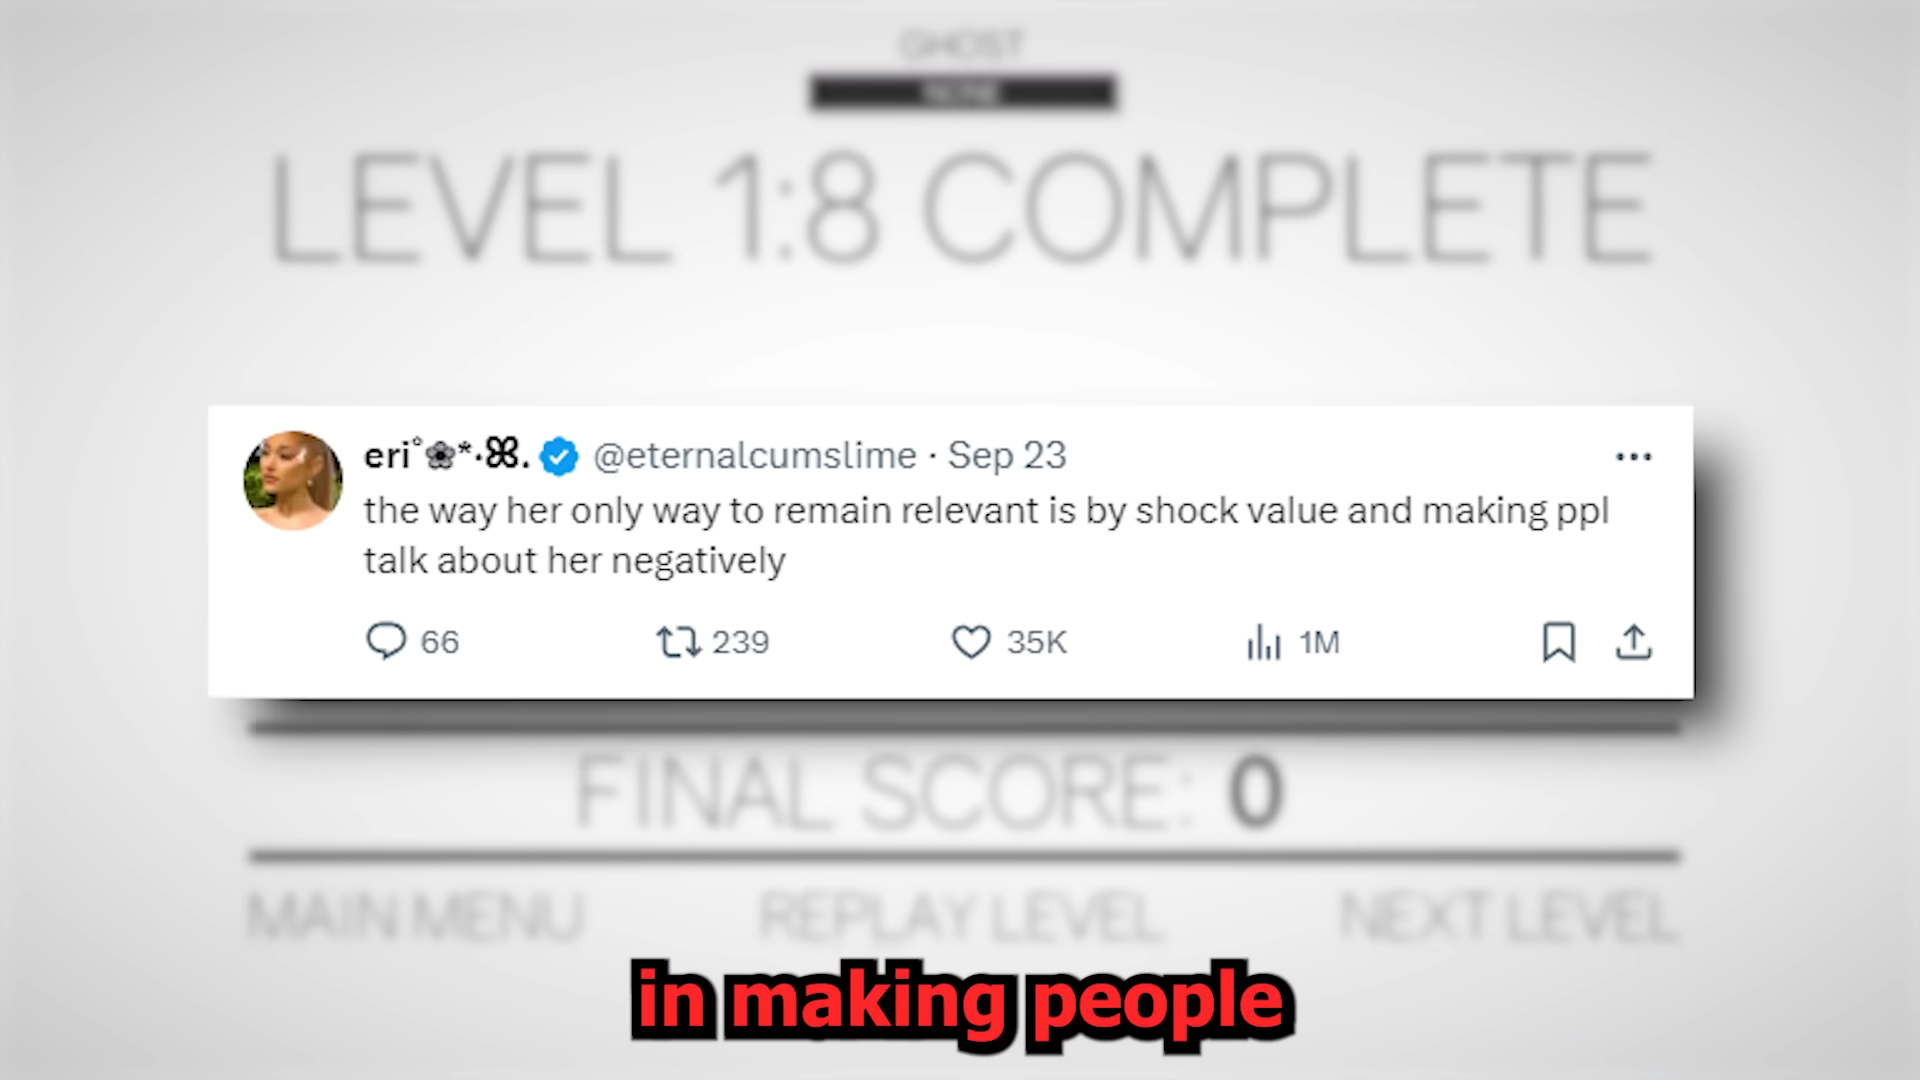 GHOST
NONE
LEVEL 1:8 COMPLETE
eri˚❀*·ꕤ. @eternalcumslime · Sep 23
the way her only way to remain relevant is by shock value and making ppl
talk about her negatively
66 239 35K 1M
FINAL SCORE: 0
MAIN MENU REPLAY LEVEL NEXT LEVEL
in making people